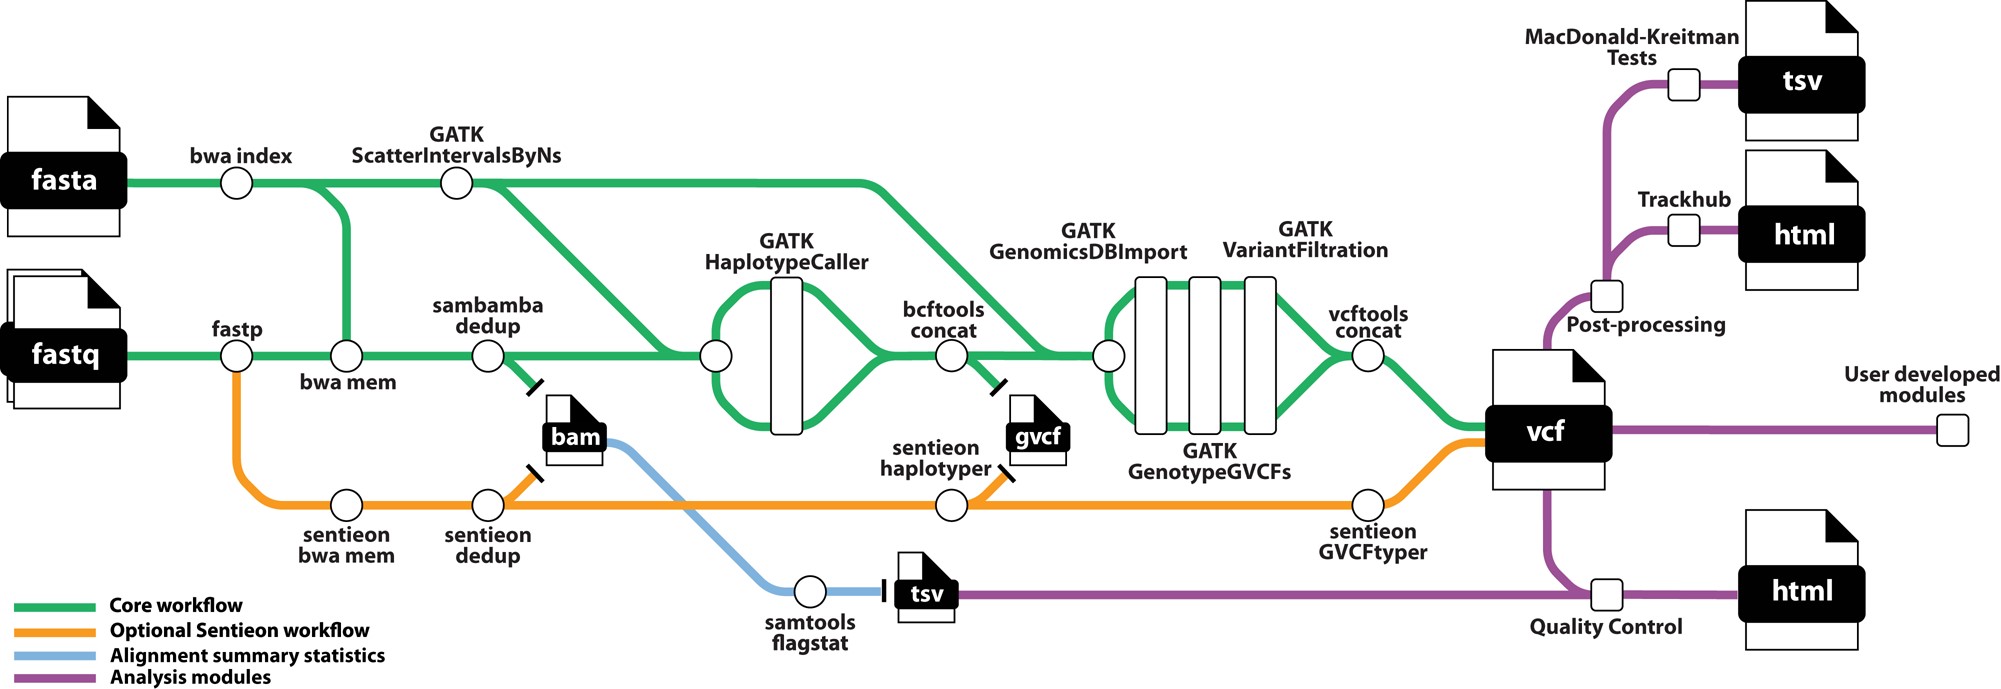 MacDonald-Kreitman
Tests
tsv
GATK
bwa index
ScatterIntervalsByNs
fasta
Trackhub
html
GATK
HaplotypeCaller
GATK
GenomicsDBImport
GATK
VariantFiltration
fastq
fastp
bwa mem
sambamba
dedup
bcftools
concat
vcftools
concat
Post-processing
bam
gvcf
sentieon
haplotyper
GATK
GenotypeGVCFs
vcf
User developed
modules
sentieon
bwa mem
sentieon
dedup
sentieon
GVCFtyper
samtools
flagstat
tsv
Quality Control
html
Core workflow
Optional Sentieon workflow
Alignment summary statistics
Analysis modules